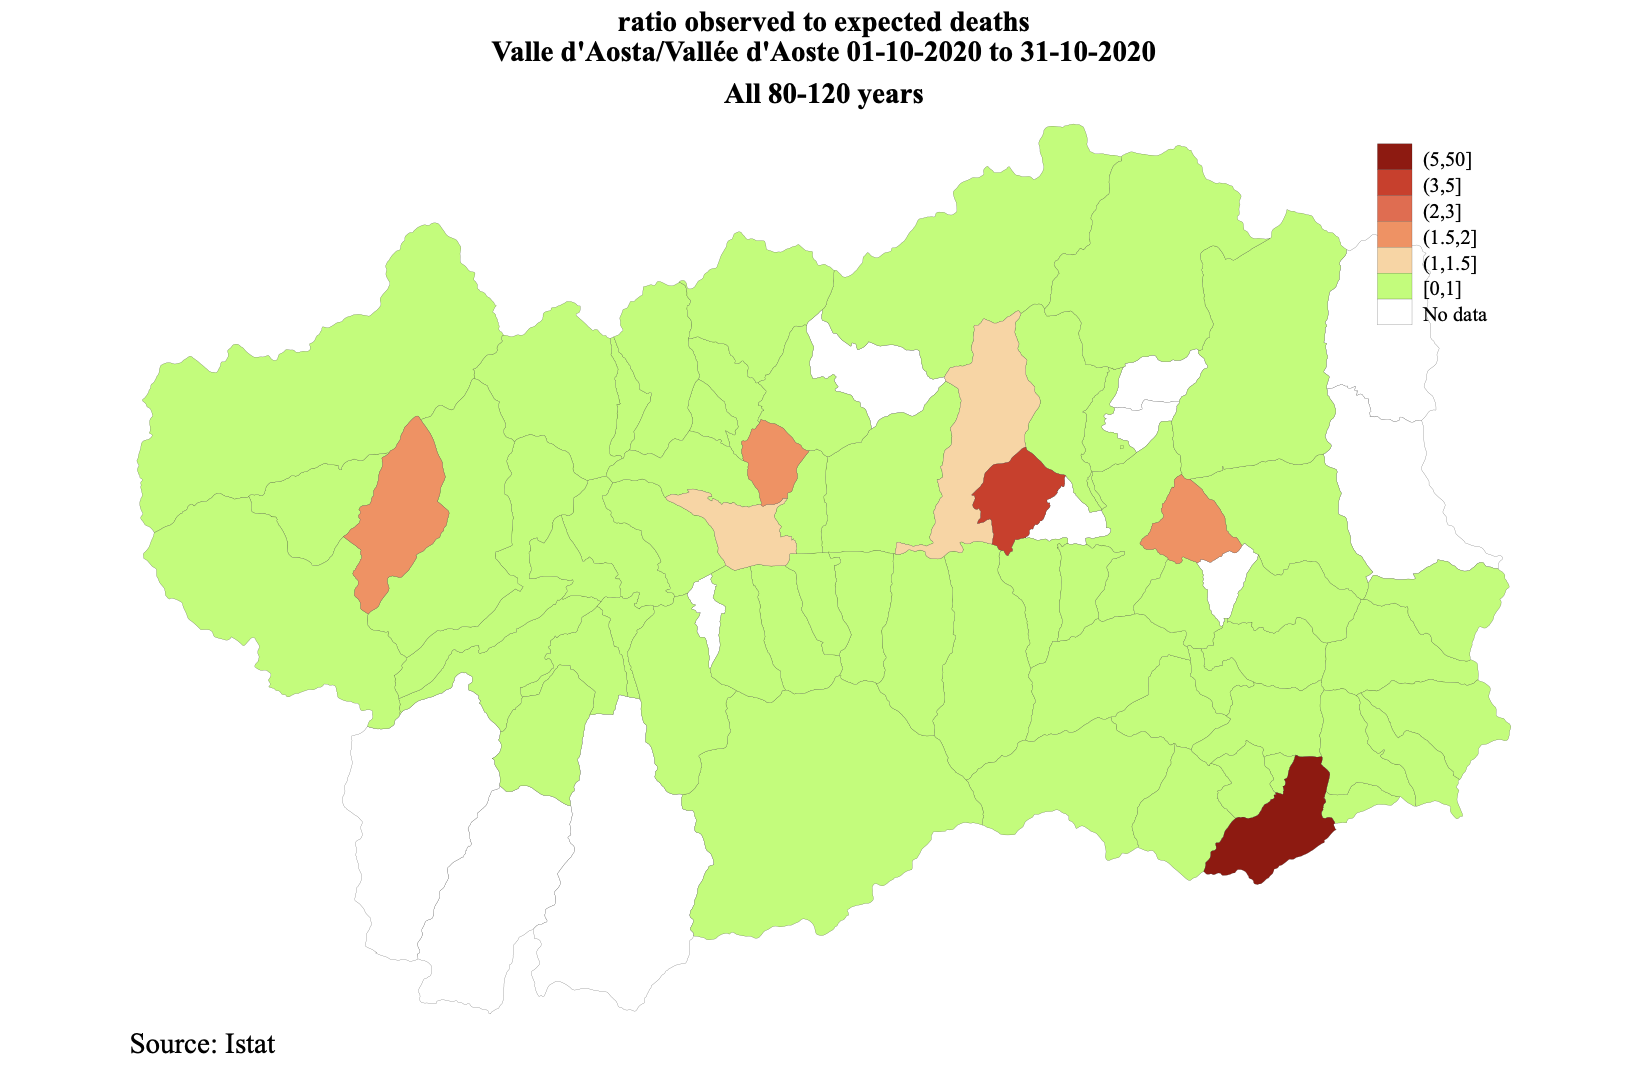 ratio observed to expected deaths
Valle d'Aosta/Vallée d'Aoste 01-10-2020 to 31-10-2020
All 80-120 years
(5,50]
(3,5]
(2,3]
(1.5,2]
(1,1.5]
[0,1]
No data
Source: Istat